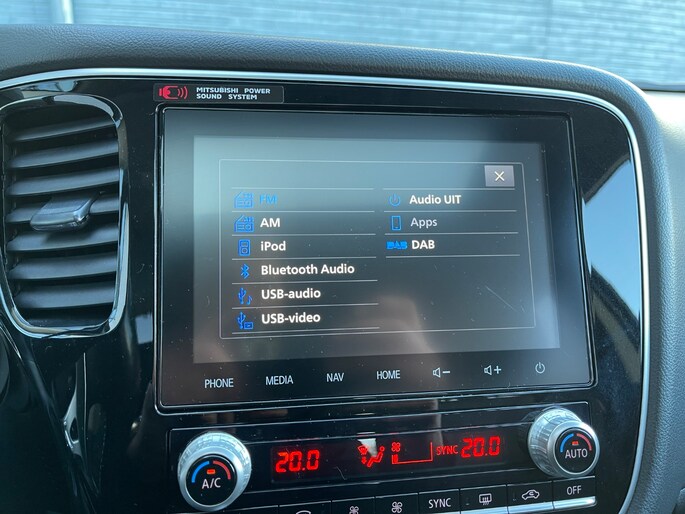 MITSUBISHI POWER
SOUND SYSTEM
FM
Audio UIT
AM
Apps
iPod
DAB DAB
Bluetooth Audio
USB-audio
USB-video
PHONE
MEDIA
NAV
HOME
A/C
20.0
SYNC
20.0
AUTO
SYNC
OFF